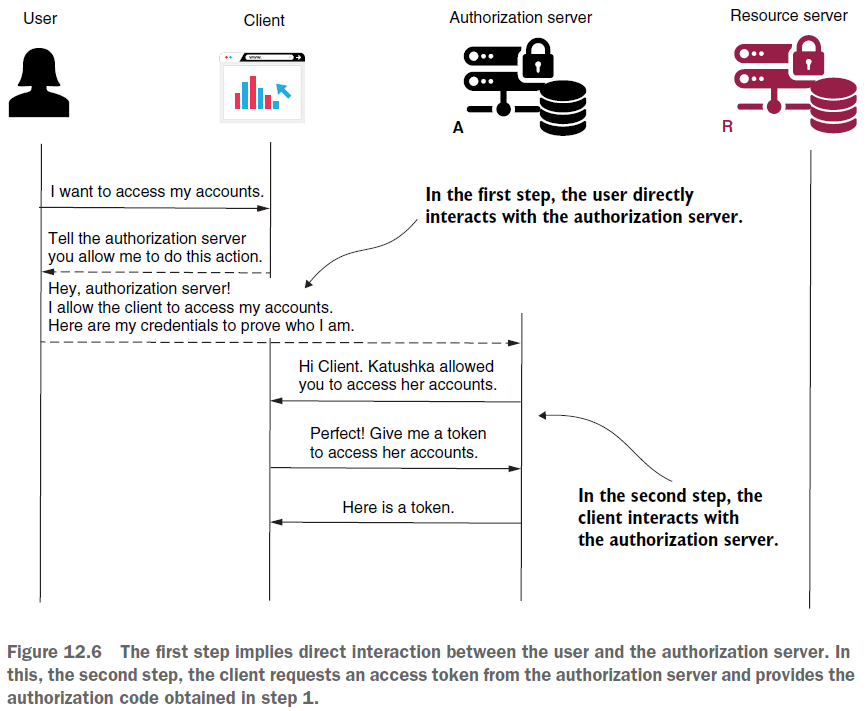 User
Client
Authorization server
Resource server
www.
A
R
I want to access my accounts.
In the first step, the user directly
interacts with the authorization server.
Tell the authorization server
you allow me to do this action.
Hey, authorization server!
I allow the client to access my accounts.
Here are my credentials to prove who I am.
Hi Client. Katushka allowed
you to access her accounts.
Perfect! Give me a token
to access her accounts.
In the second step, the
client interacts with
the authorization server.
Here is a token.
Figure 12.6 The first step implies direct interaction between the user and the authorization server. In
this, the second step, the client requests an access token from the authorization server and provides the
authorization code obtained in step 1.